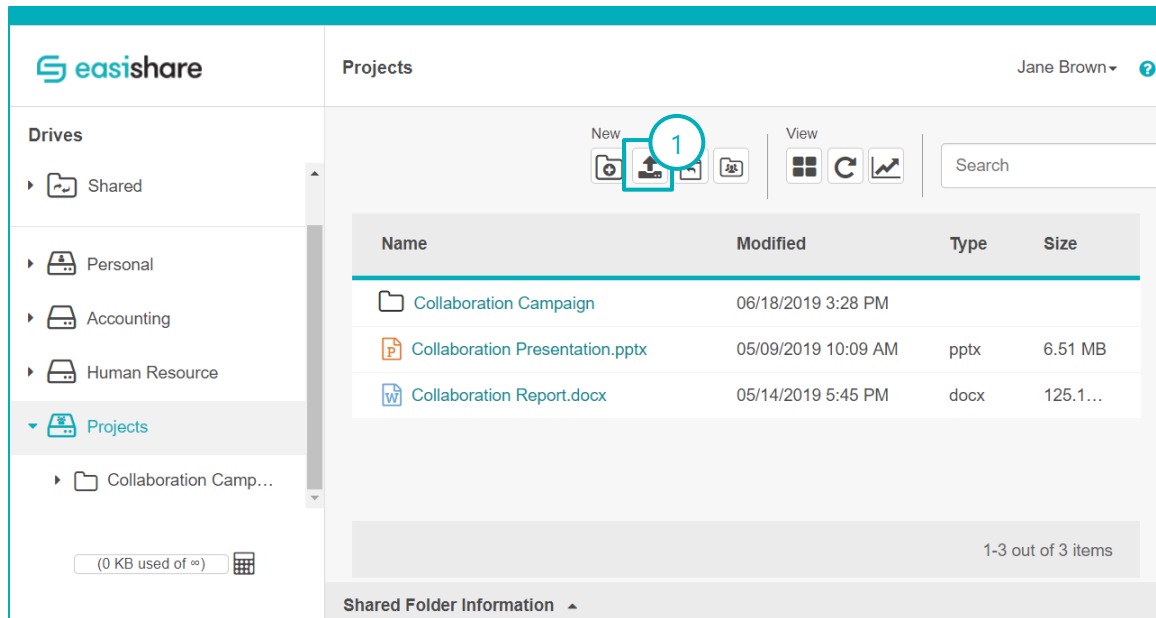 easishare
Projects
Jane Brown
?
Drives
New
1
View
Search
Shared
Personal
Accounting
Human Resource
Projects
Collaboration Camp...
(0 KB used of ∞)
Name Modified Type Size
Collaboration Campaign 06/18/2019 3:28 PM
P Collaboration Presentation.pptx 05/09/2019 10:09 AM pptx 6.51 MB
W Collaboration Report.docx 05/14/2019 5:45 PM docx 125.1...
1-3 out of 3 items
Shared Folder Information